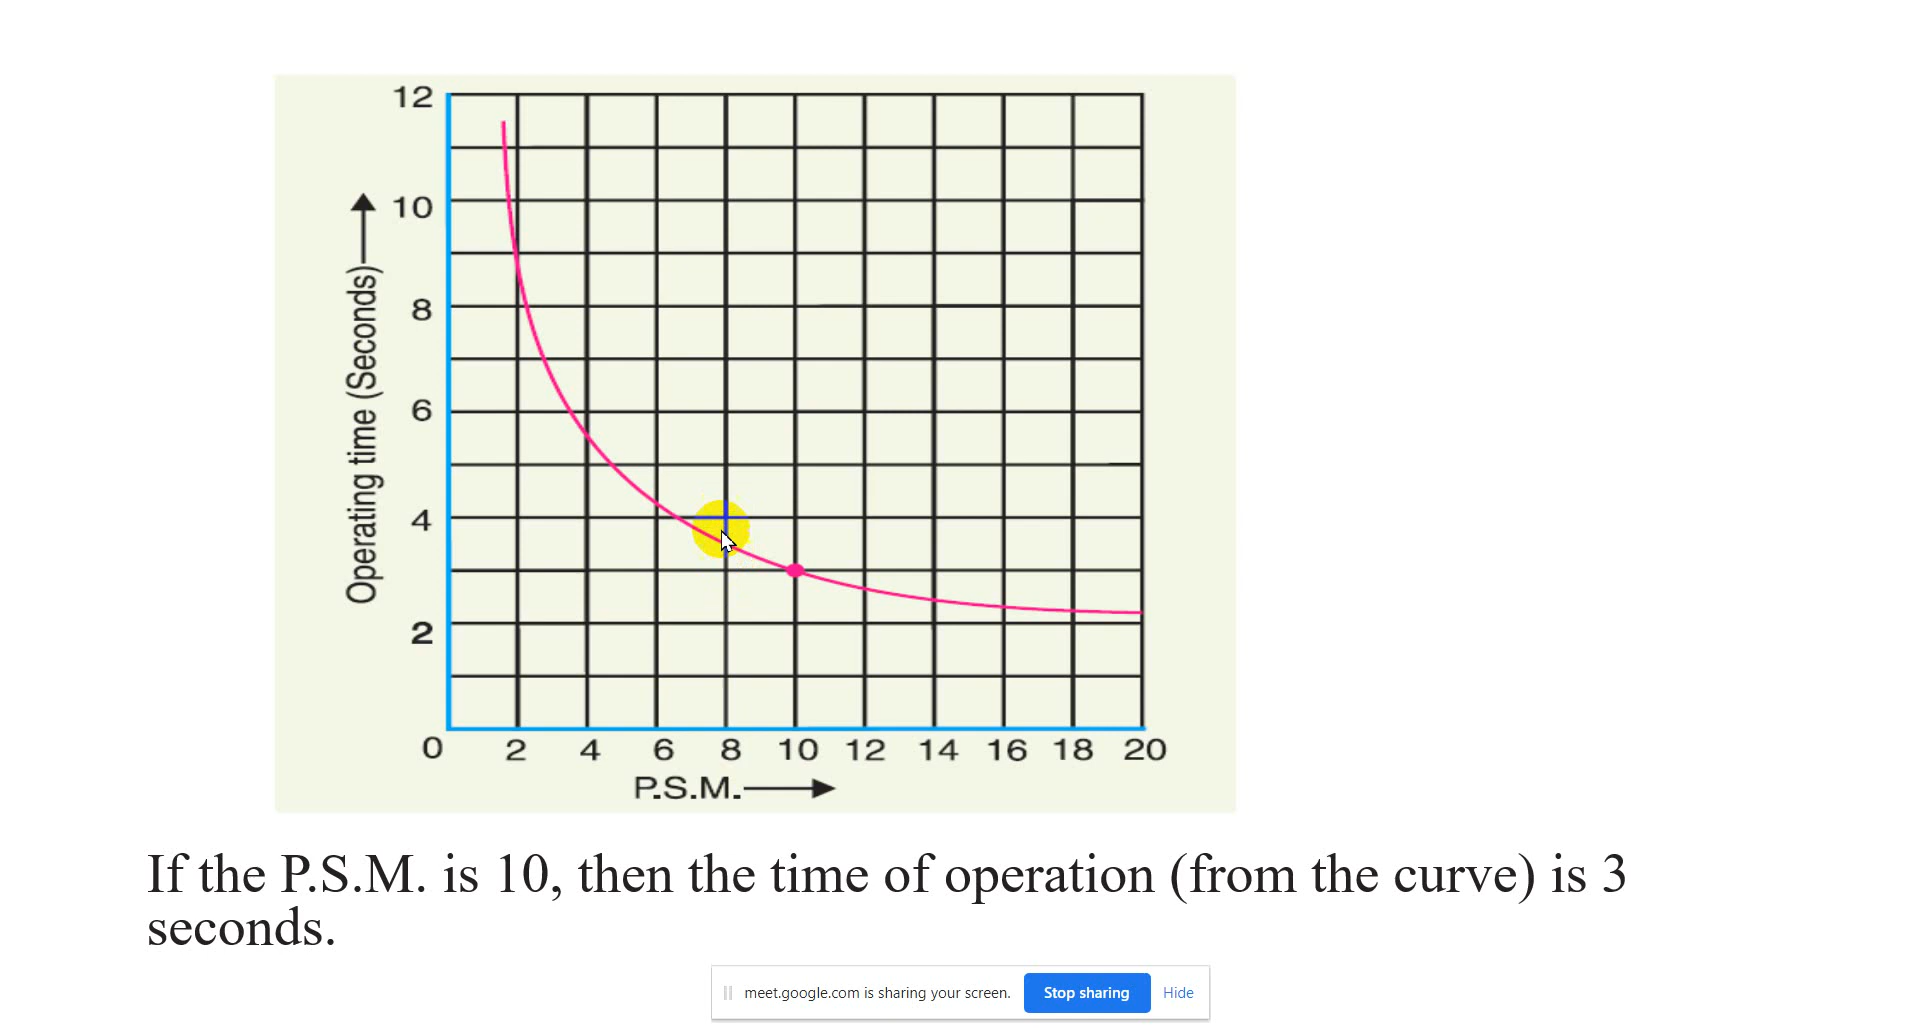 12
10
8
6
4
2
Operating time (Seconds)
0 2 4 6 8 10 12 14 16 18 20
P.S.M.
If the P.S.M. is 10, then the time of operation (from the curve) is 3
seconds.
meet.google.com is sharing your screen. Stop sharing Hide